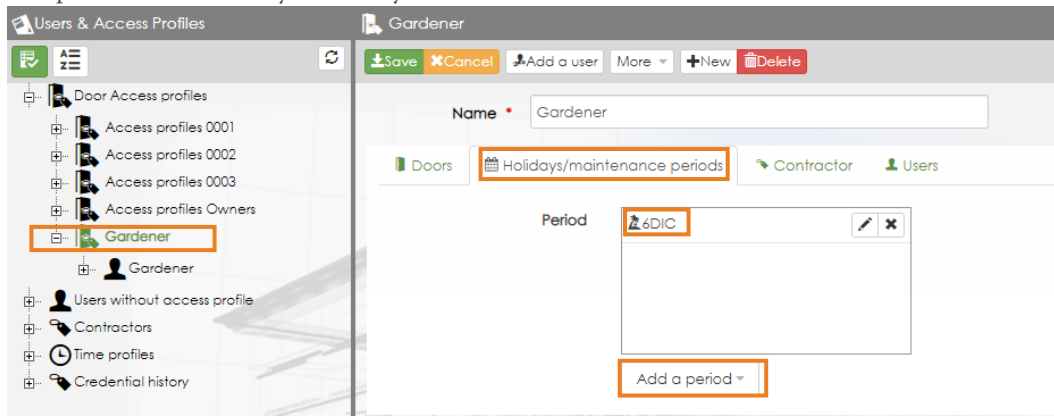 Users & Access Profiles
Gardener
Save Cancel Add a user More New Delete
Door Access profiles
Access profiles 0001
Access profiles 0002
Access profiles 0003
Access profiles Owners
Gardener
Gardener
Users without access profile
Contractors
Time profiles
Credential history
Name * Gardener
Doors Holidays/maintenance periods Contractor Users
Period 6DIC
Add a period